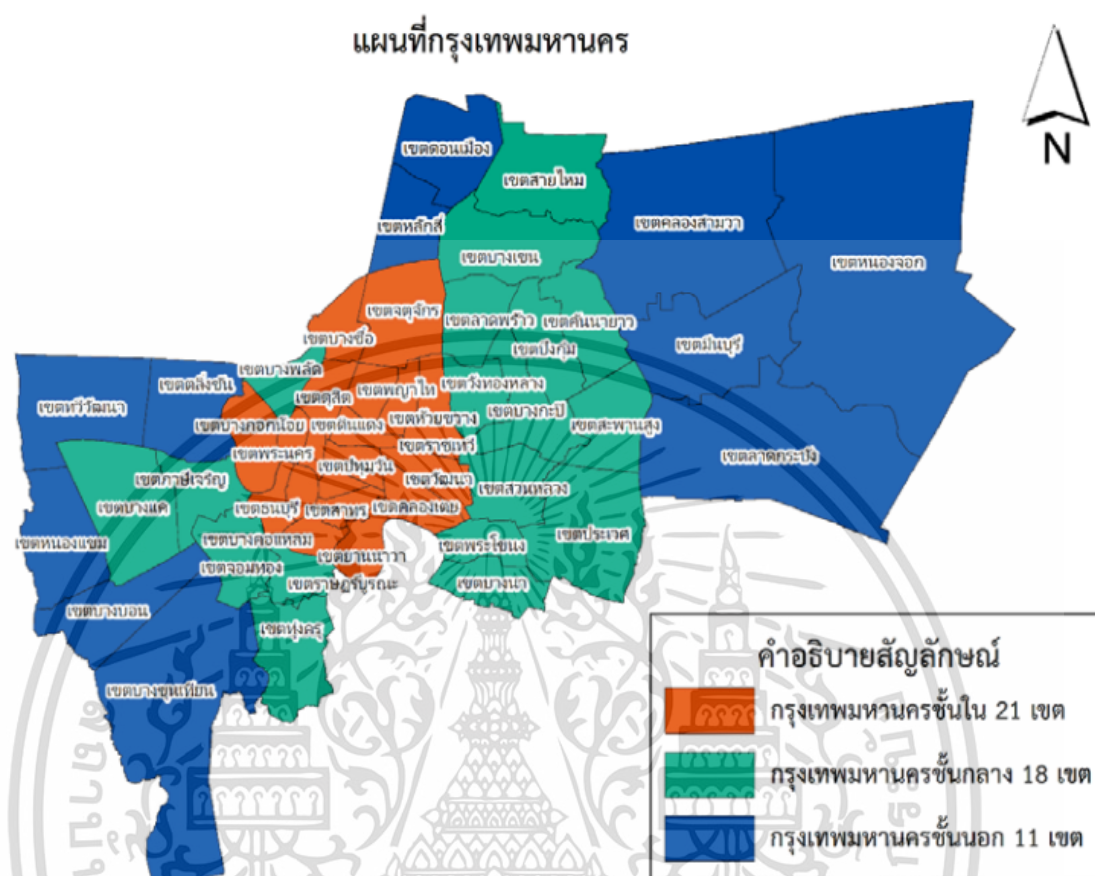 แผนที่กรุงเทพมหานคร
N
เขตดอนเมือง
เขตสายไหม
เขตหลักสี่
เขตคลองสามวา
เขตบางเขน
เขตหนองจอก
เขตจตุจักร
เขตลาดพร้าว
เขตคันนายาว
เขตบางซื่อ
เขตบึงกุ่ม
เขตมีนบุรี
เขตบางพลัด
เขตตลิ่งชัน
เขตดุสิต
เขตพญาไท
เขตวังทองหลาง
เขตทวีวัฒนา
เขตห้วยขวาง
เขตบางกะปิ
เขตบางกอกน้อย
เขตดินแดง
เขตสะพานสูง
เขตราชเทวี
เขตพระนคร
เขตลาดกระบัง
เขตปทุมวัน
เขตภาษีเจริญ
เขตวัฒนา
เขตสวนหลวง
เขตบางแค
เขตธนบุรี
เขตสาทร
เขตคลองเตย
เขตประเวศ
เขตหนองแขม
เขตบางคอแหลม
เขตพระโขนง
เขตยานนาวา
เขตจอมทอง
เขตราษฎร์บูรณะ
เขตบางนา
เขตบางบอน
เขตทุ่งครุ
เขตบางขุนเทียน
คำอธิบายสัญลักษณ์
กรุงเทพมหานครชั้นใน 21 เขต
กรุงเทพมหานครชั้นกลาง 18 เขต
กรุงเทพมหานครชั้นนอก 11 เขต